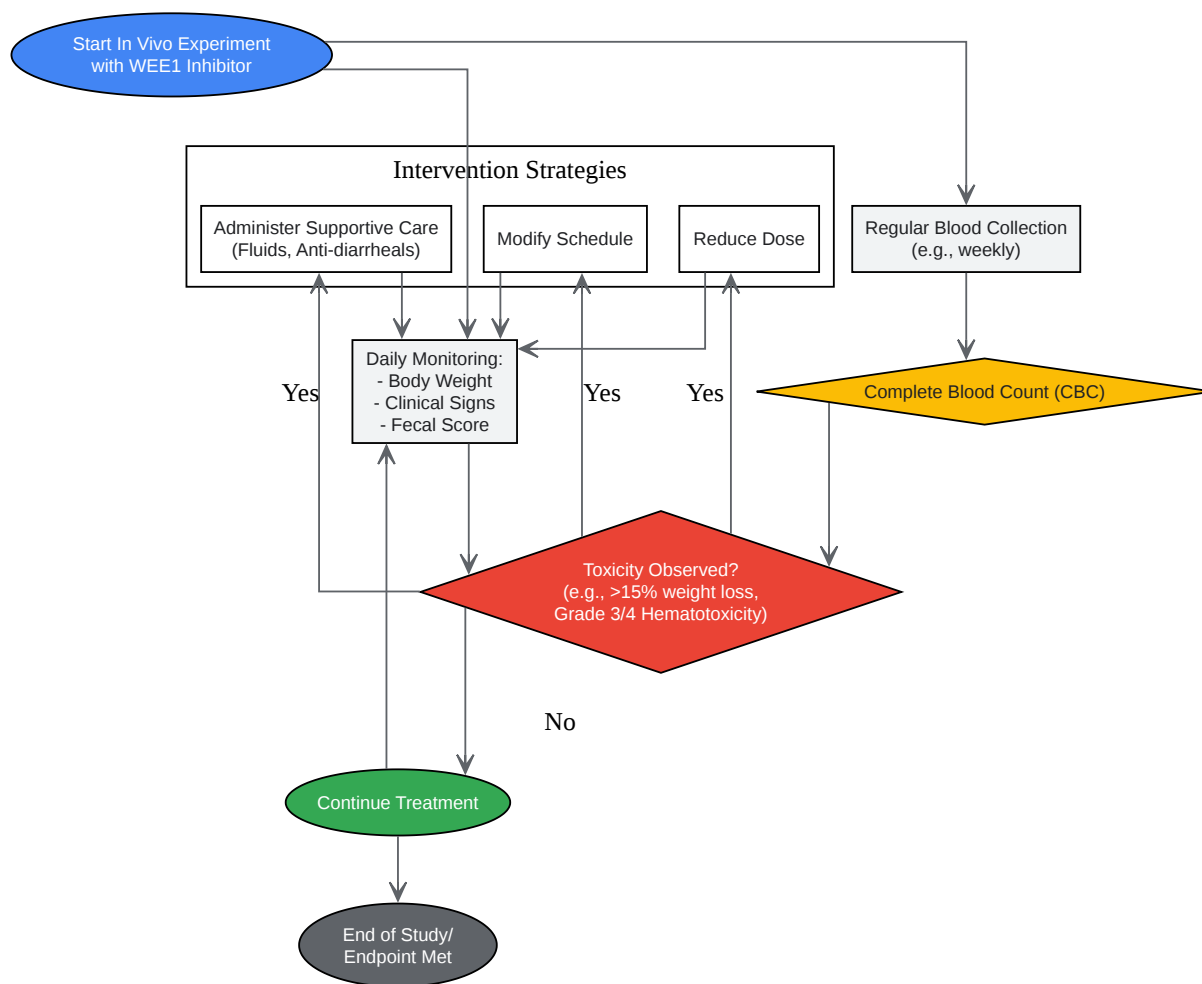 Start In Vivo Experiment
with WEE1 Inhibitor
Intervention Strategies
Administer Supportive Care
(Fluids, Anti-diarrheals)
Modify Schedule
Reduce Dose
Regular Blood Collection
(e.g., weekly)
Daily Monitoring:
- Body Weight
- Clinical Signs
- Fecal Score
Yes
Yes
Yes
Complete Blood Count (CBC)
Toxicity Observed?
(e.g., >15% weight loss,
Grade 3/4 Hematotoxicity)
No
Continue Treatment
End of Study/
Endpoint Met